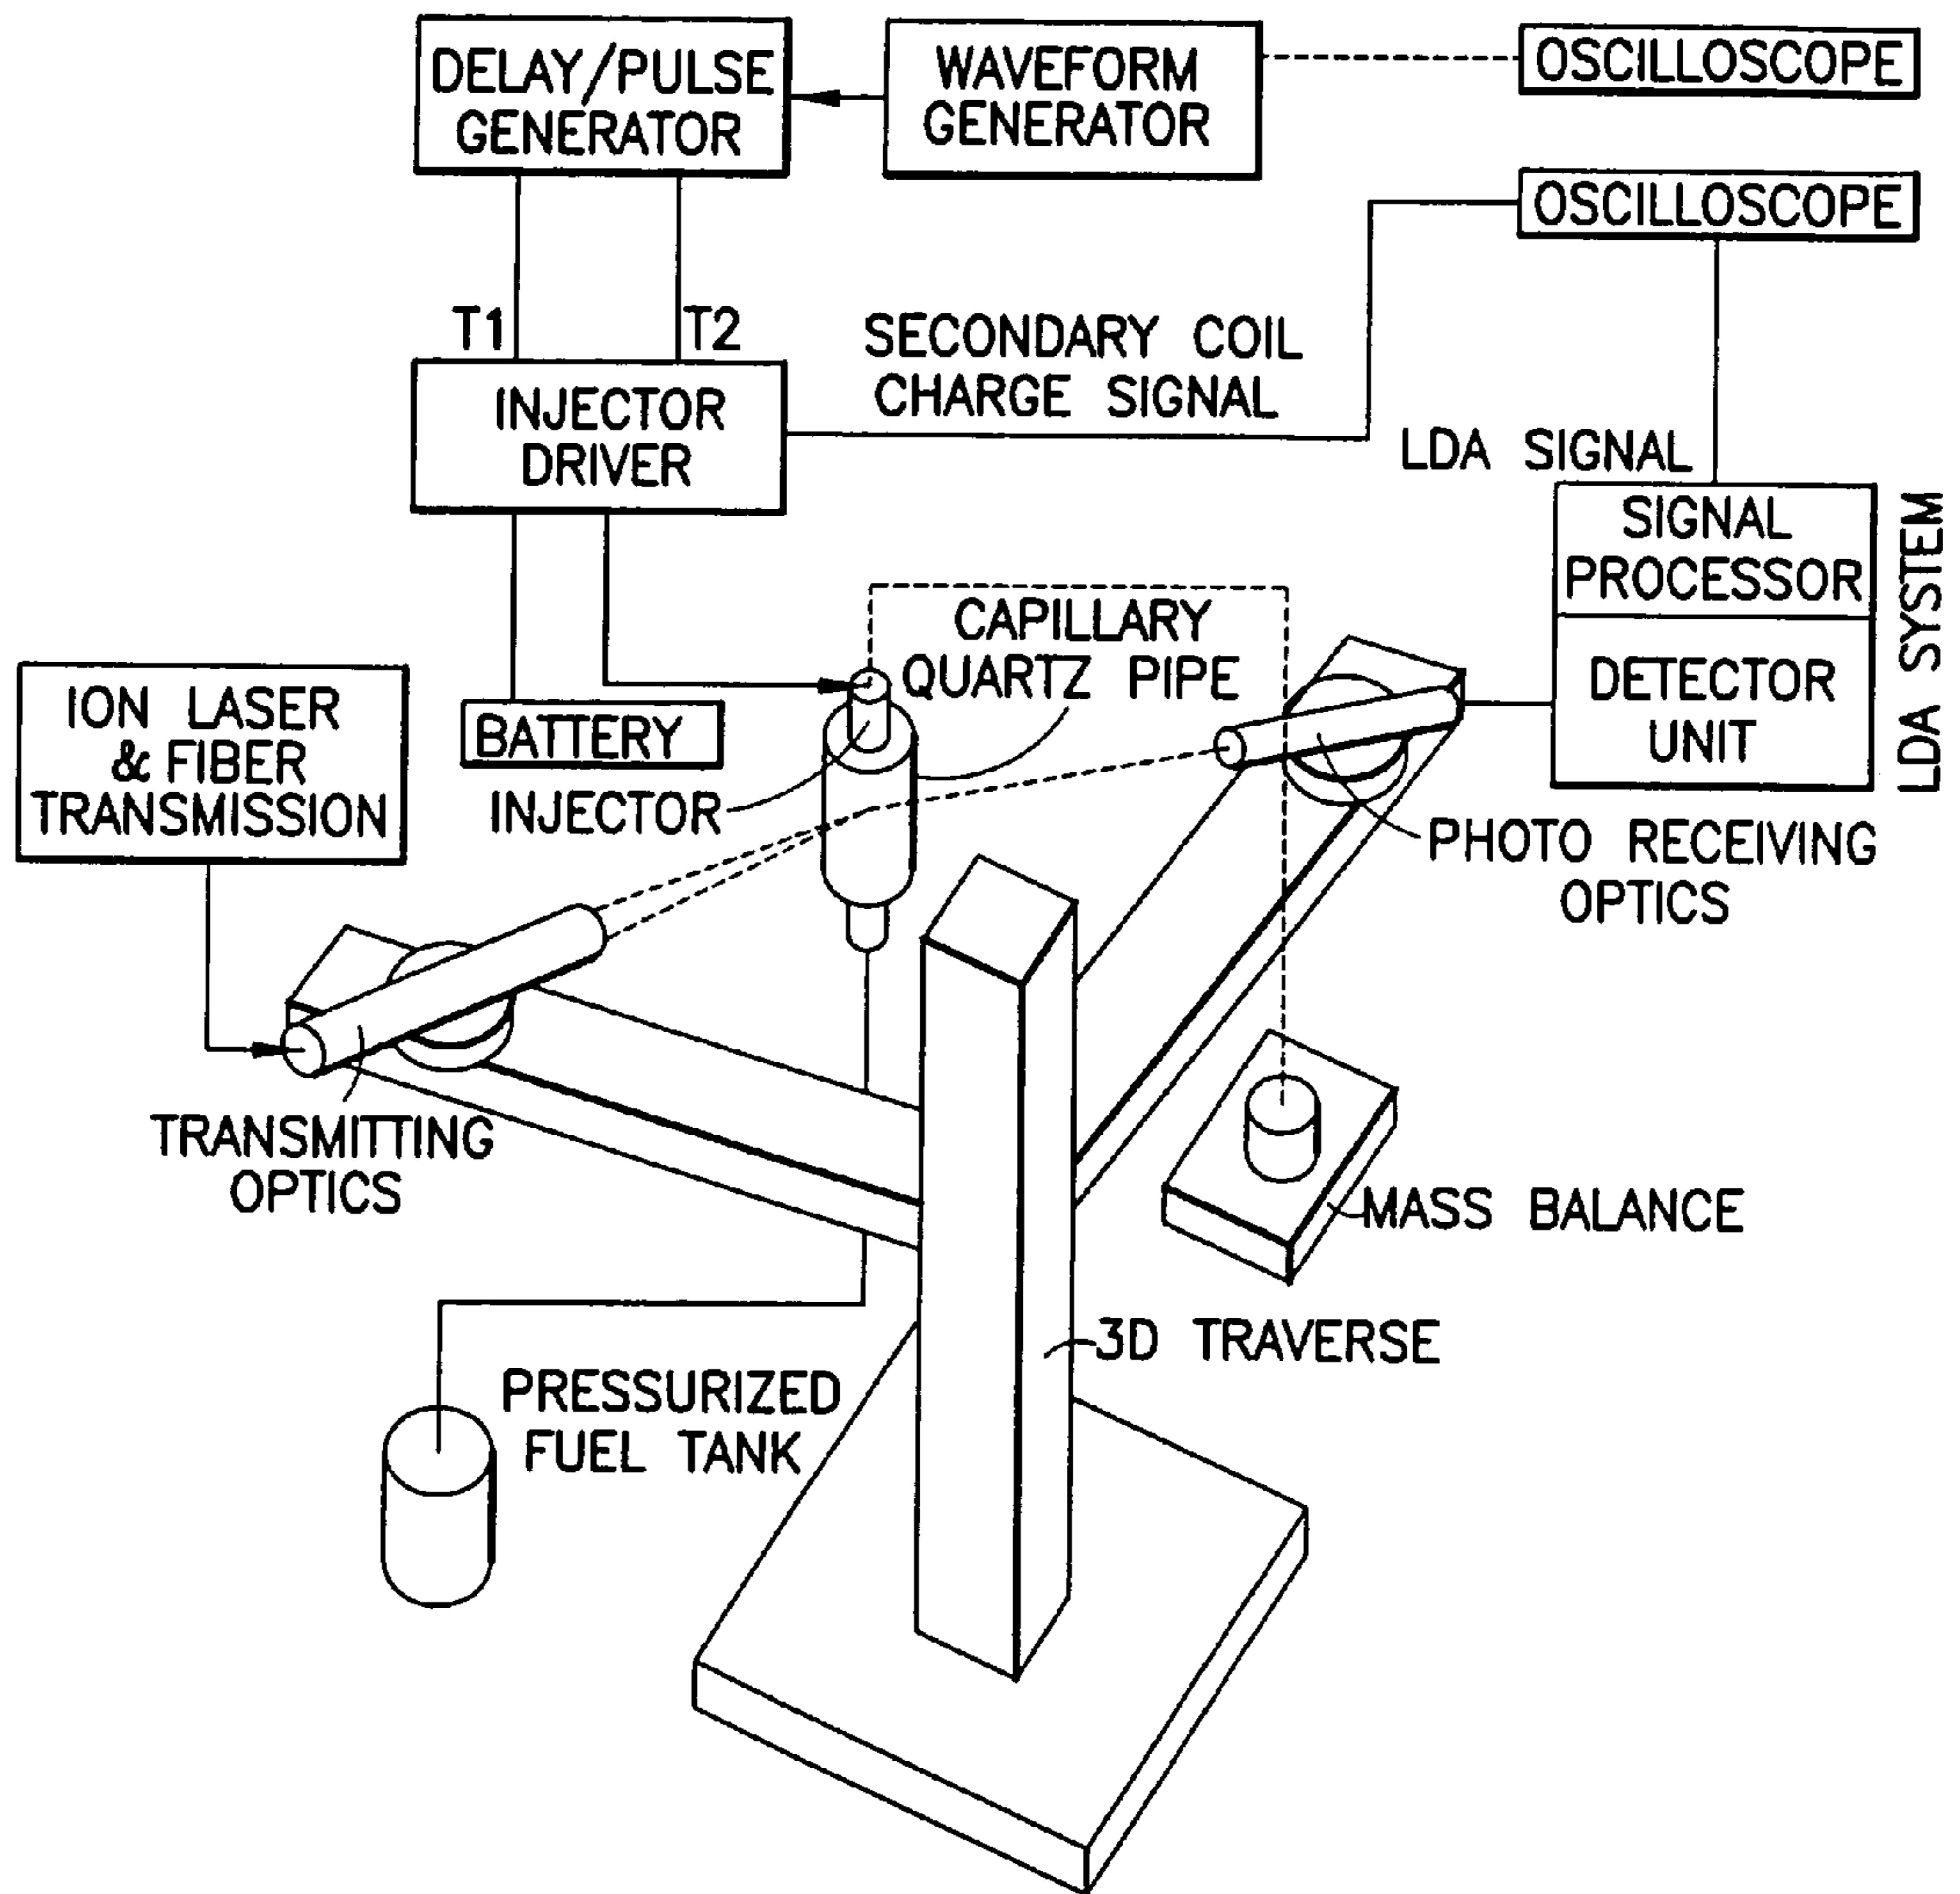 DELAY/PULSE
GENERATOR
WAVEFORM
GENERATOR
OSCILLOSCOPE
OSCILLOSCOPE
T1
T2
SECONDARY COIL
CHARGE SIGNAL
INJECTOR
DRIVER
LDA SIGNAL
SIGNAL
PROCESSOR
DETECTOR
UNIT
LDA SYSTEM
CAPILLARY
QUARTZ PIPE
ION LASER
& FIBER
TRANSMISSION
BATTERY
INJECTOR
PHOTO RECEIVING
OPTICS
TRANSMITTING
OPTICS
MASS BALANCE
3D TRAVERSE
PRESSURIZED
FUEL TANK